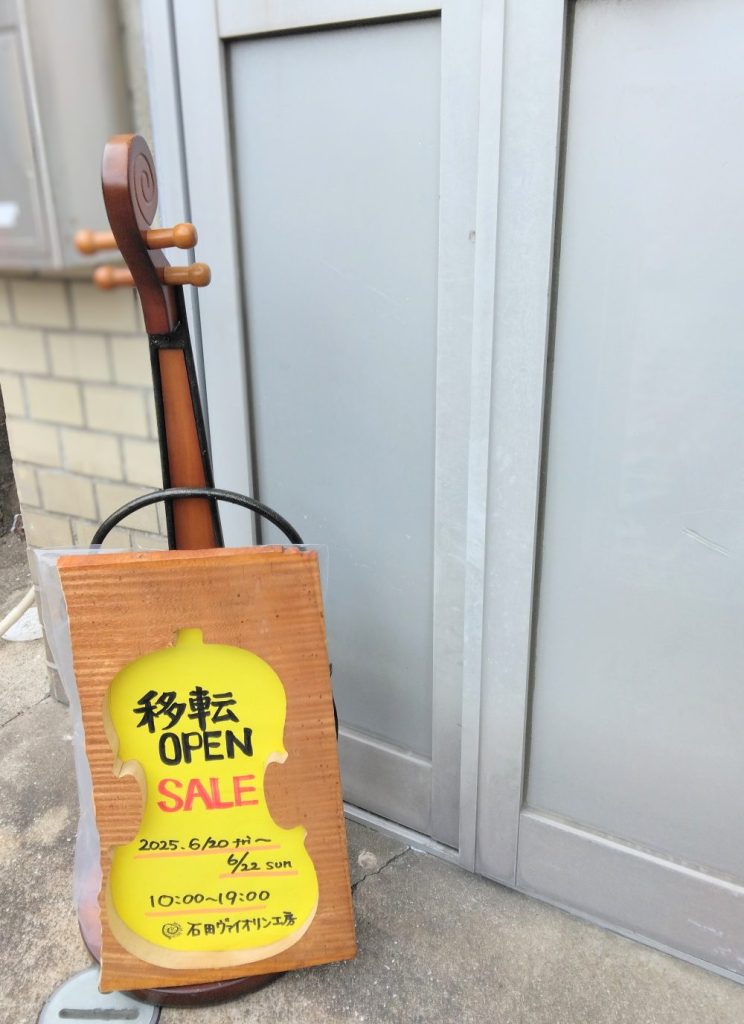 移転
OPEN
SALE
2025.6/20 fri〜
6/22 sun
10:00〜19:00
石田ヴァイオリン工房